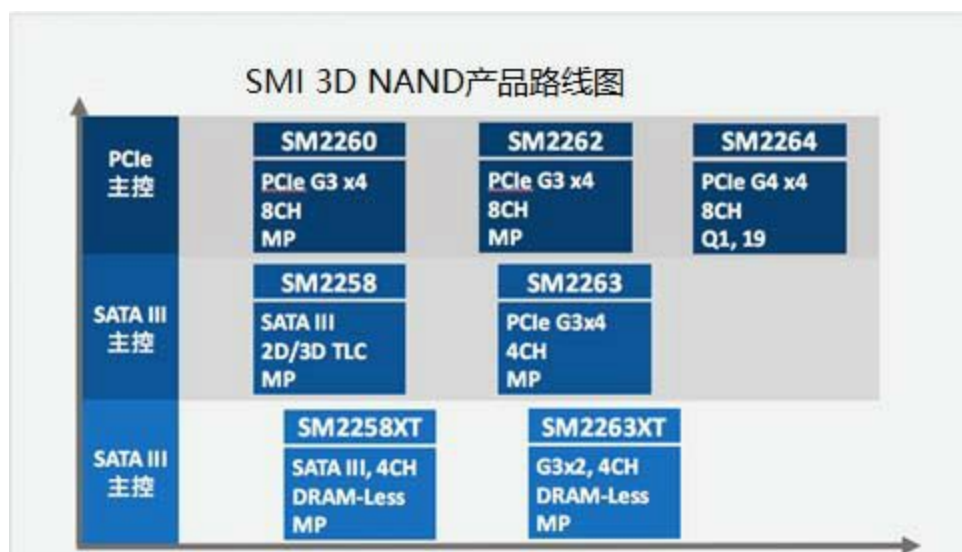 SMI 3D NAND产品路线图
PCIe
主控
SM2260
PCIe G3 x4
8CH
MP
SM2262
PCIe G3 x4
8CH
MP
SM2264
PCIe G4 x4
8CH
Q1, 19
SATA III
主控
SM2258
SATA III
2D/3D TLC
MP
SM2263
PCIe G3x4
4CH
MP
SATA III
主控
SM2258XT
SATA III, 4CH
DRAM-Less
MP
SM2263XT
G3x2, 4CH
DRAM-Less
MP